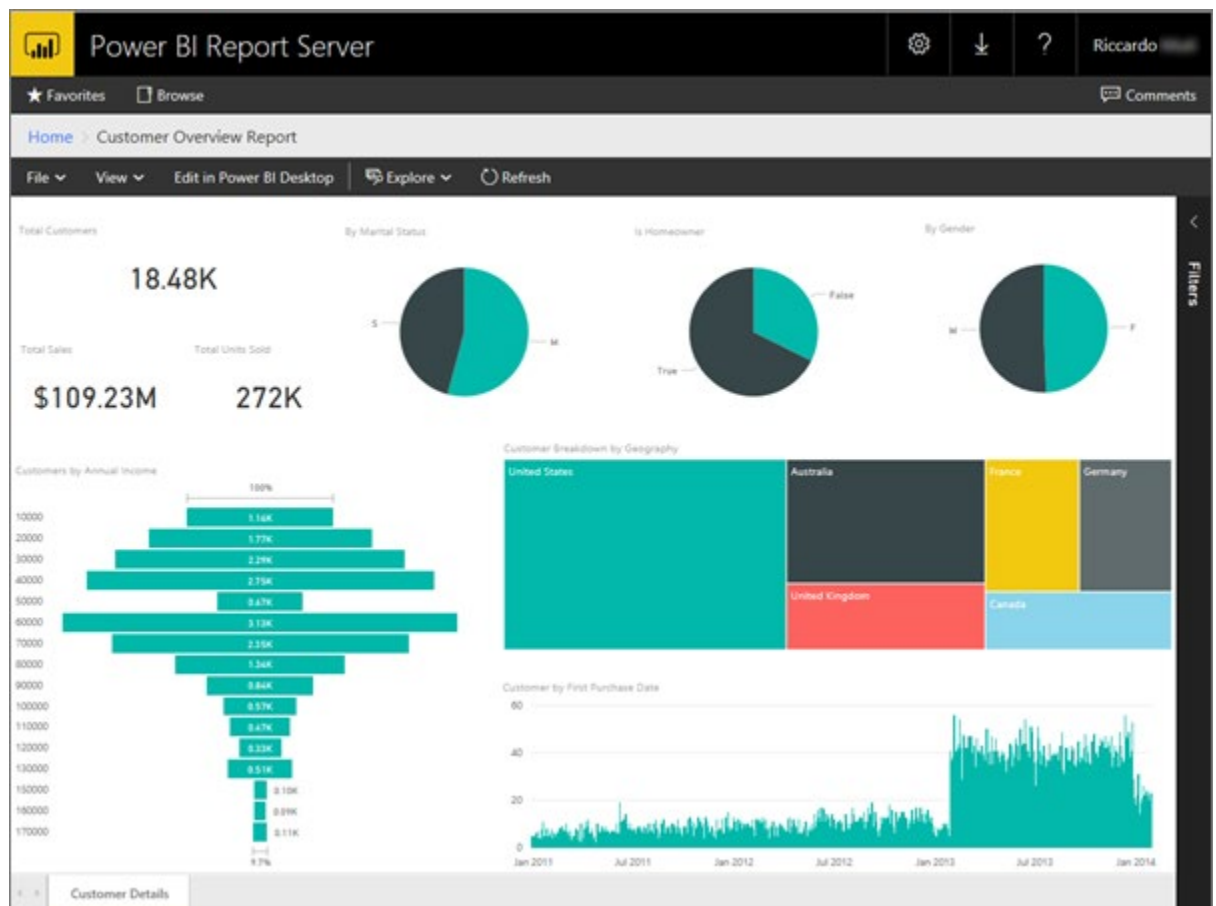 Power BI Report Server
Riccardo
Favorites
Browse
Comments
Home > Customer Overview Report
File
View
Edit in Power BI Desktop
Explore
Refresh
Filters
Total Customers
18.48K
Total Sales
$109.23M
Total Units Sold
272K
By Marital Status
S
M
Is Homeowner
False
True
By Gender
M
F
Customers by Annual Income
100%
10000 1.16K
20000 1.77K
30000 2.29K
40000 2.75K
50000 0.67K
60000 3.13K
70000 2.35K
80000 1.34K
90000 0.84K
100000 0.57K
110000 0.47K
120000 0.33K
130000 0.51K
150000 0.10K
160000 0.09K
170000 0.11K
9.7%
Customer Breakdown by Geography
United States
Australia
United Kingdom
France
Germany
Canada
Customer by First Purchase Date
60
40
20
0
Jan 2011 Jul 2011 Jan 2012 Jul 2012 Jan 2013 Jul 2013 Jan 2014
Customer Details